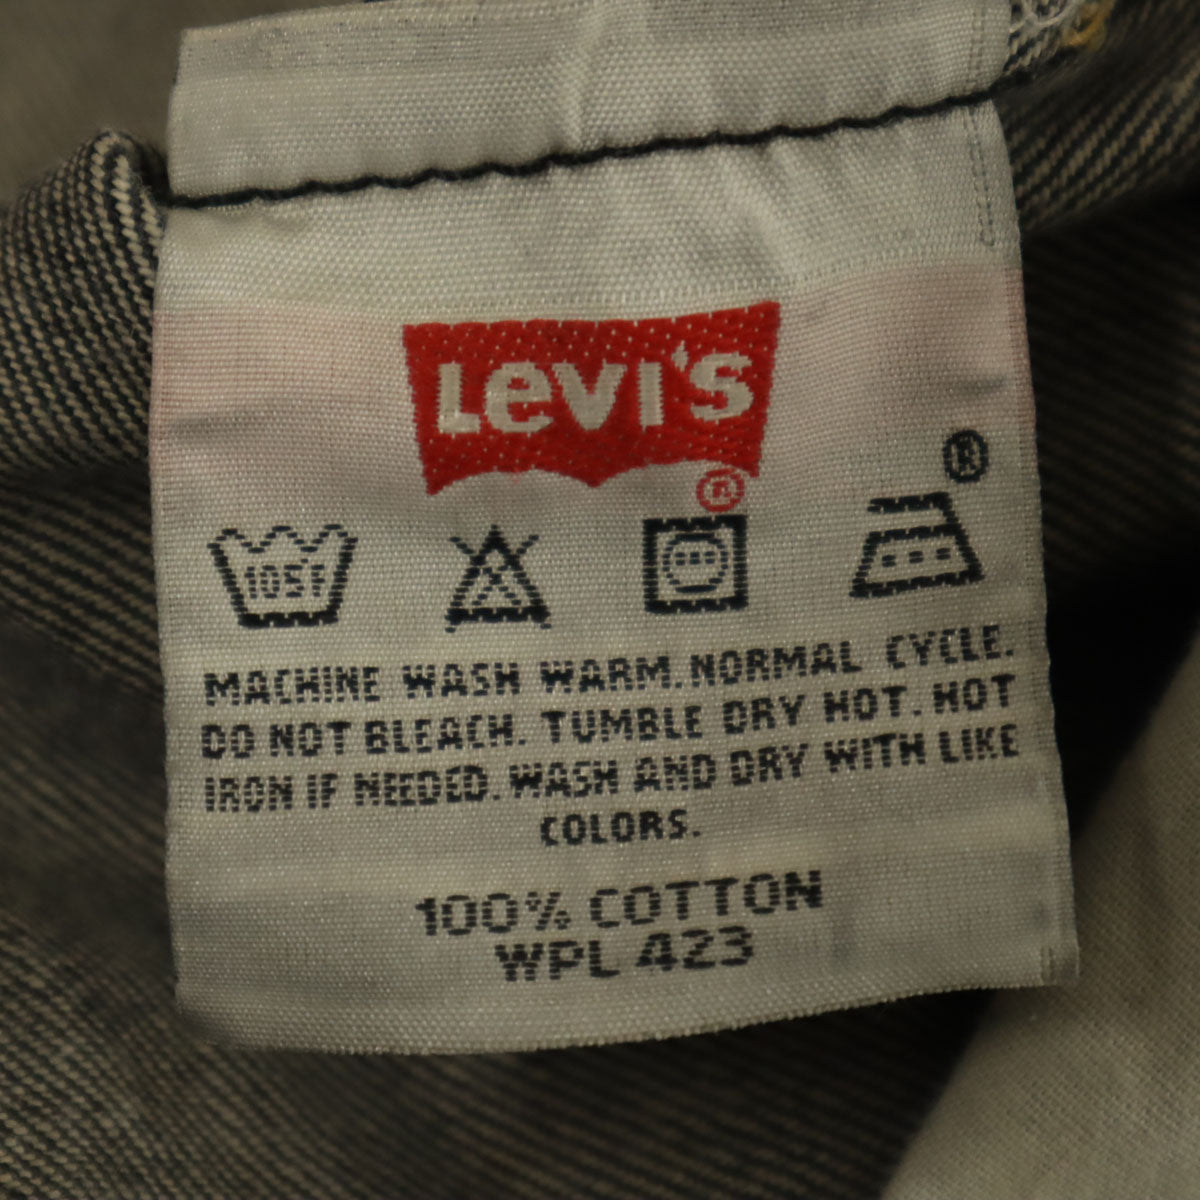 LEVI'S
®
®
105°F
MACHINE WASH WARM. NORMAL CYCLE.
DO NOT BLEACH. TUMBLE DRY HOT. HOT
IRON IF NEEDED. WASH AND DRY WITH LIKE
COLORS.
100% COTTON
WPL 423